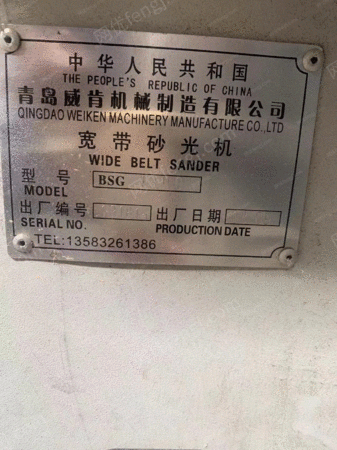 中华人民共和国
THE PEOPLE'S REPUBLIC OF CHINA
青岛威肯机械制造有限公司
QINGDAO WEIKEN MACHINERY MANUFACTURE CO.,LTD
宽带砂光机
WIDE BELT SANDER
型号 BSG
MODEL
出厂编号 出厂日期
SERIAL NO. PRODUCTION DATE
TEL:13583261386